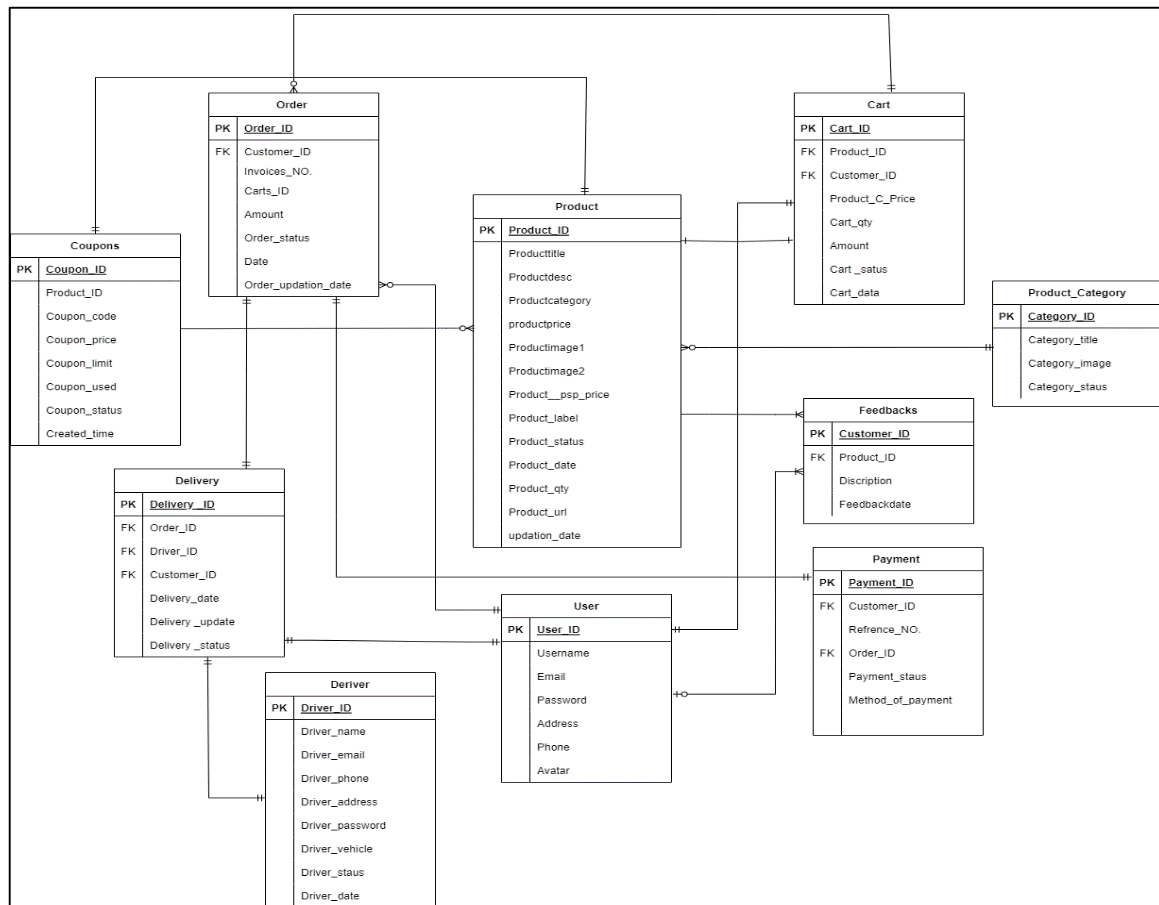 Order
PK Order_ID
FK Customer_ID
Invoices_NO.
Carts_ID
Amount
Order_status
Date
Order_updation_date
Cart
PK Cart_ID
FK Product_ID
FK Customer_ID
Product_C_Price
Cart_qty
Amount
Cart _satus
Cart_data
Product
PK Product_ID
Producttitle
Productdesc
Productcategory
productprice
Productimage1
Productimage2
Product__psp_price
Product_label
Product_status
Product_date
Product_qty
Product_url
updation_date
Coupons
PK Coupon_ID
Product_ID
Coupon_code
Coupon_price
Coupon_limit
Coupon_used
Coupon_status
Created_time
Product_Category
PK Category_ID
Category_title
Category_image
Category_staus
Feedbacks
PK Customer_ID
FK Product_ID
Discription
Feedbackdate
Delivery
PK Delivery _ID
FK Order_ID
FK Driver_ID
FK Customer_ID
Delivery_date
Delivery _update
Delivery _status
Payment
PK Payment_ID
FK Customer_ID
Refrence_NO.
FK Order_ID
Payment_staus
Method_of_payment
User
PK User_ID
Username
Email
Password
Address
Phone
Avatar
Deriver
PK Driver_ID
Driver_name
Driver_email
Driver_phone
Driver_address
Driver_password
Driver_vehicle
Driver_staus
Driver_date